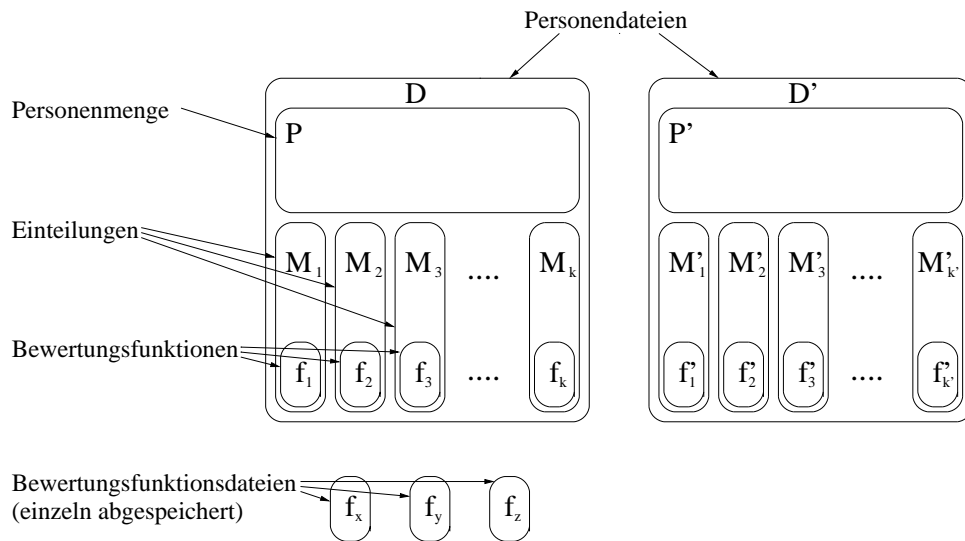 Personendateien
D D’
Personenmenge
P P’
Einteilungen
M1 M2 M3 .... Mk M’1 M’2 M’3 .... M’k’
Bewertungsfunktionen
f1 f2 f3 .... fk f’1 f’2 f’3 .... f’k’
Bewertungsfunktionsdateien
(einzeln abgespeichert)
fx fy fz